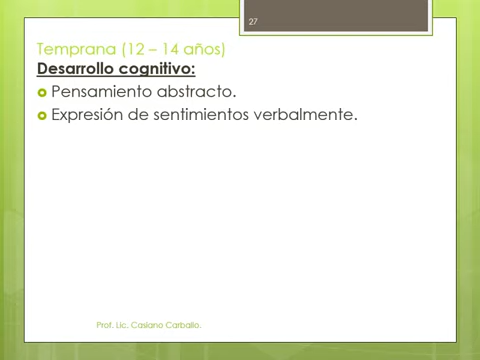 27
Temprana (12 – 14 años)
Desarrollo cognitivo:
Pensamiento abstracto.
Expresión de sentimientos verbalmente.
Prof. Lic. Casiano Carballo.